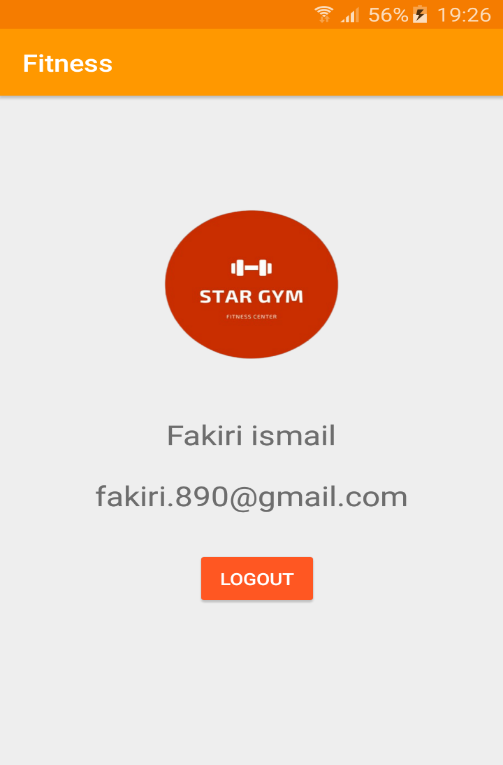 56% 19:26
Fitness
STAR GYM
FITNESS CENTER
Fakiri ismail
fakiri.890@gmail.com
LOGOUT